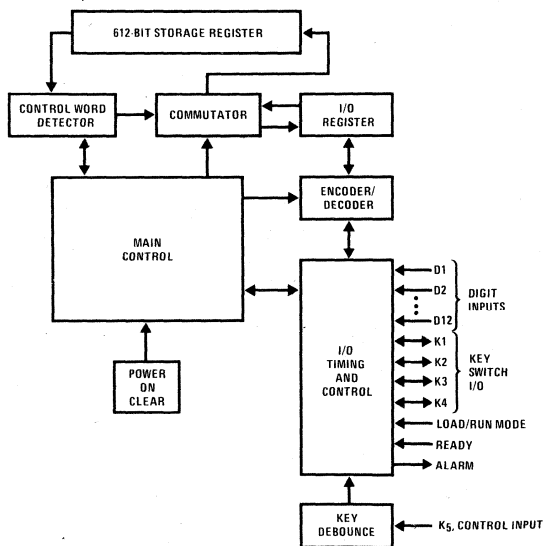 612-BIT STORAGE REGISTER
CONTROL WORD
DETECTOR
COMMUTATOR
I/O
REGISTER
ENCODER/
DECODER
MAIN
CONTROL
D1
D2
D12
DIGIT
INPUTS
I/O
TIMING
AND
CONTROL
K1
K2
K3
K4
KEY
SWITCH
I/O
POWER
ON
CLEAR
LOAD/RUN MODE
READY
ALARM
KEY
DEBOUNCE
K5, CONTROL INPUT